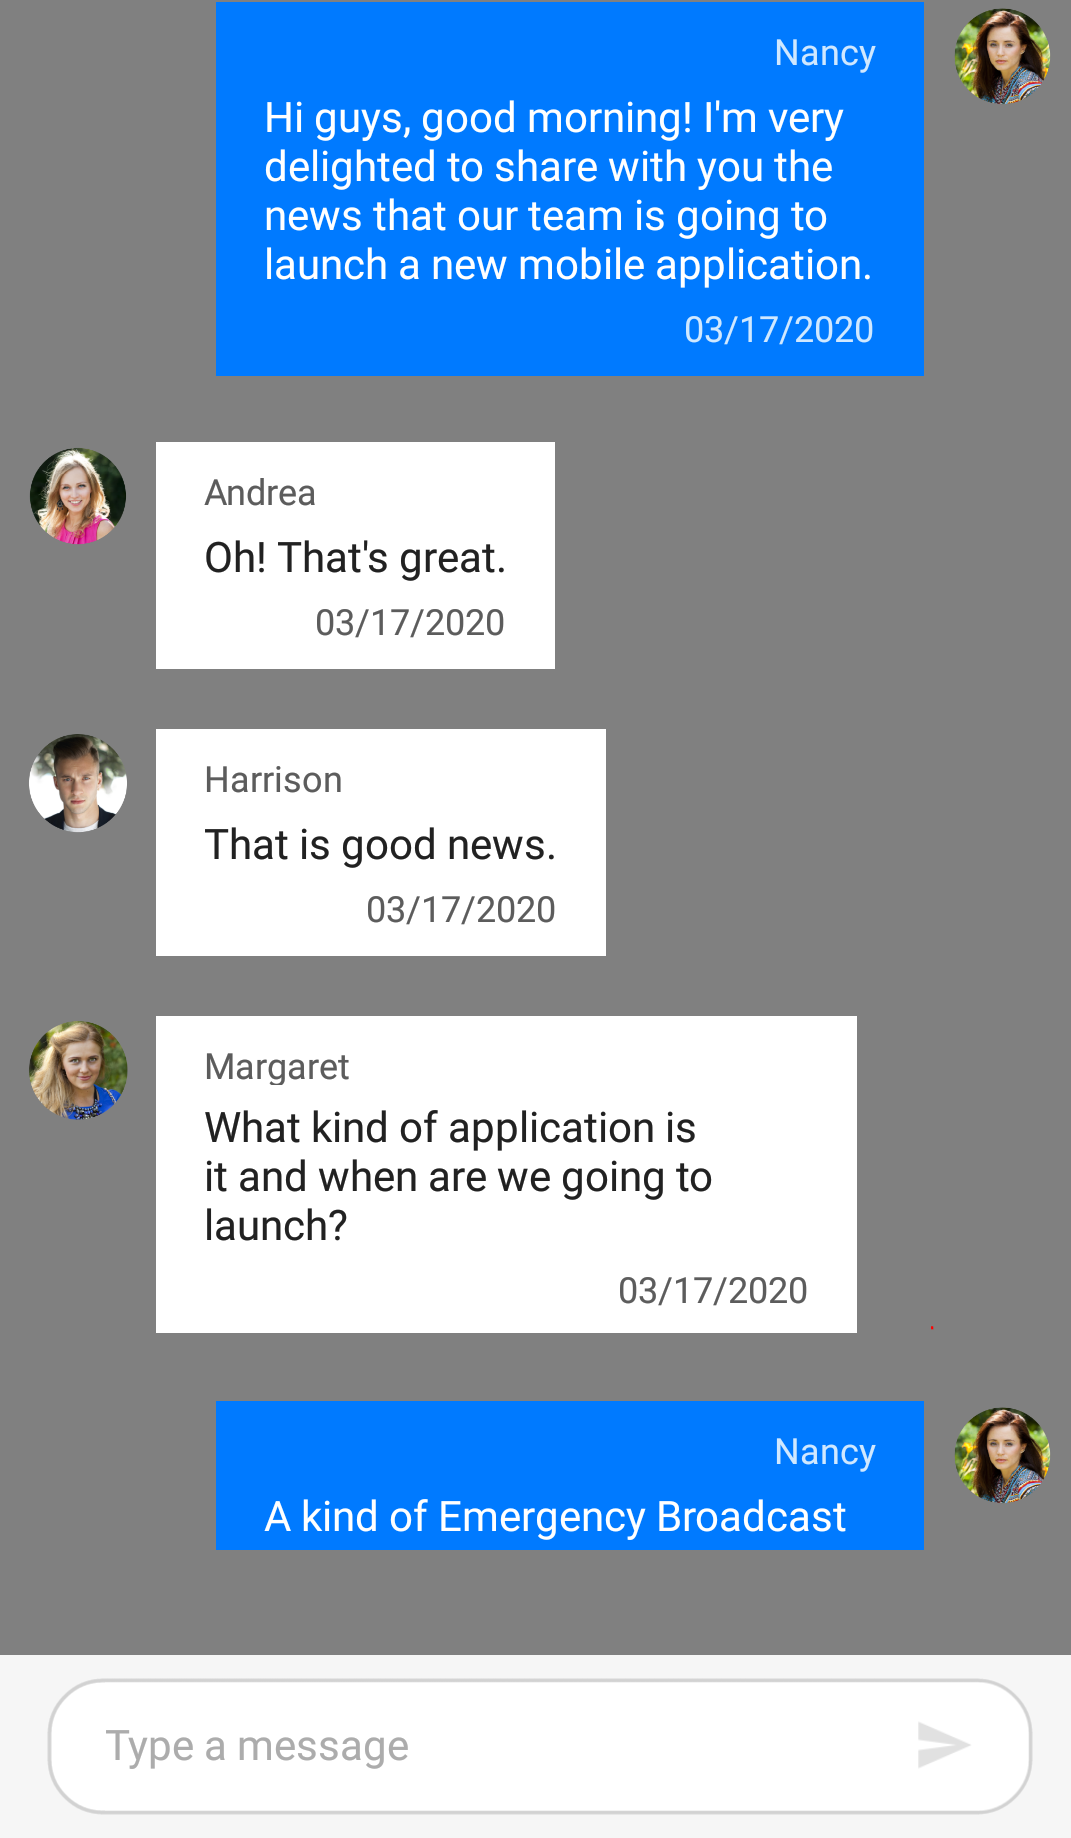 Nancy
Hi guys, good morning! I'm very
delighted to share with you the
news that our team is going to
launch a new mobile application.
03/17/2020
Andrea
Oh! That's great.
03/17/2020
Harrison
That is good news.
03/17/2020
Margaret
What kind of application is
it and when are we going to
launch?
03/17/2020
Nancy
A kind of Emergency Broadcast
Type a message